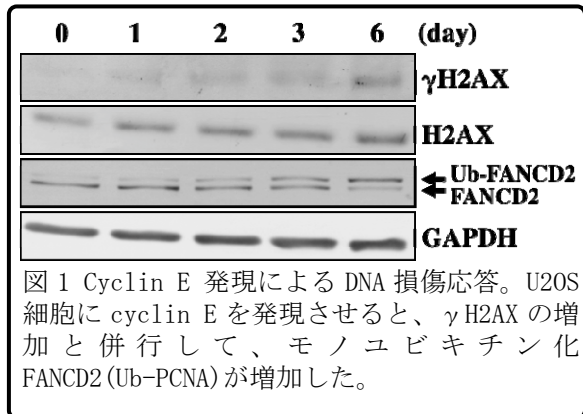 0 1 2 3 6 (day)
γH2AX
H2AX
Ub-FANCD2
FANCD2
GAPDH
図 1 Cyclin E 発現による DNA 損傷応答。U2OS
細胞に cyclin E を発現させると、γH2AX の増
加と併行して、モノユビキチン化
FANCD2(Ub-PCNA)が増加した。